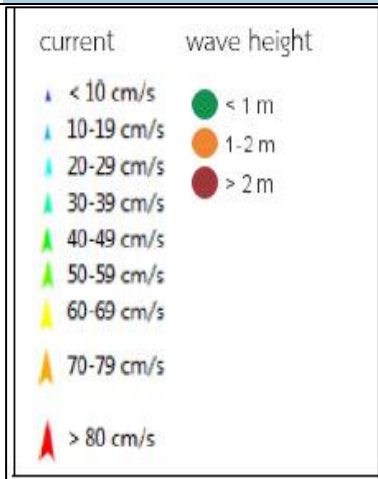 current
< 10 cm/s
10-19 cm/s
20-29 cm/s
30-39 cm/s
40-49 cm/s
50-59 cm/s
60-69 cm/s
70-79 cm/s
> 80 cm/s
wave height
< 1 m
1-2 m
> 2 m